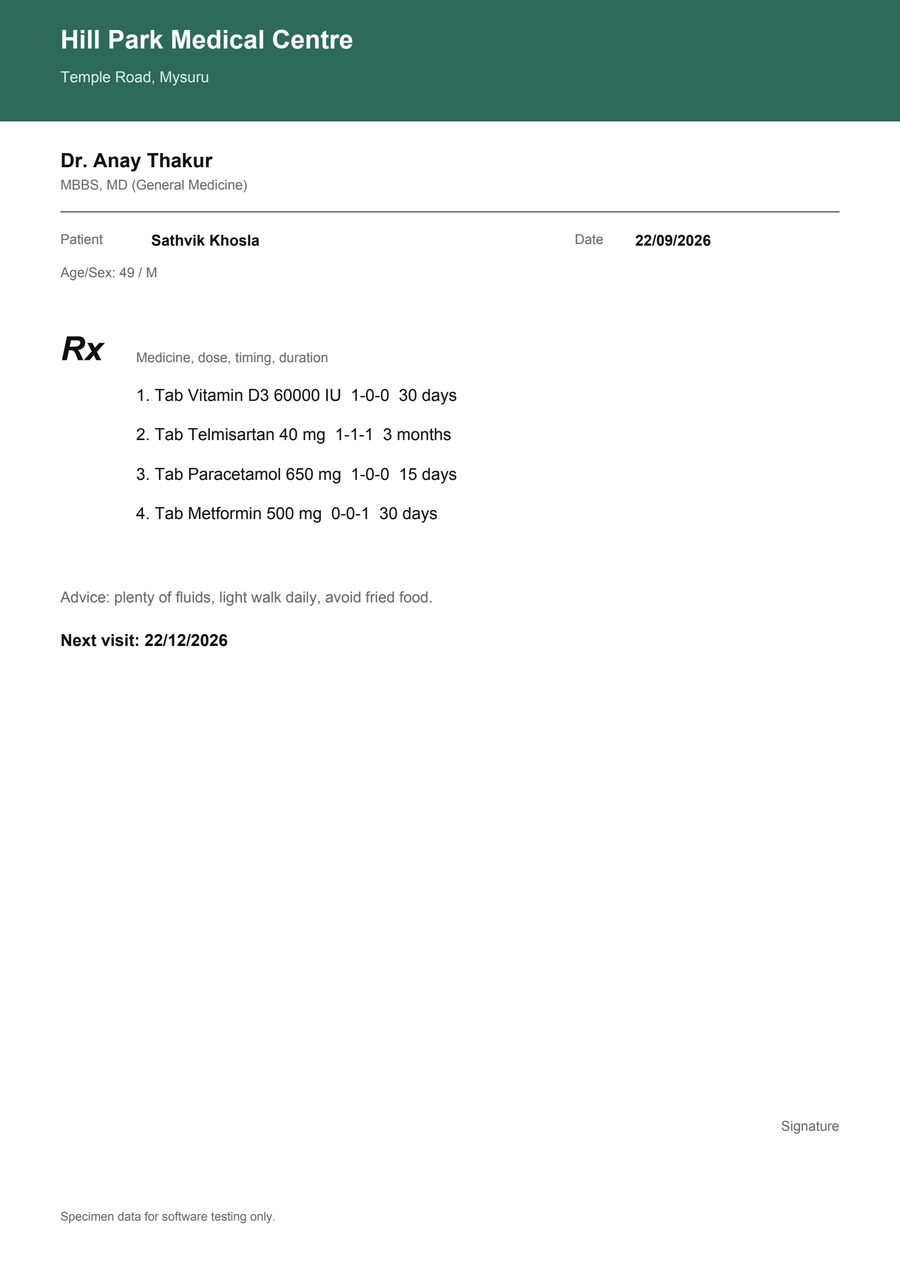 Hill Park Medical Centre
Temple Road, Mysuru
Dr. Anay Thakur
MBBS, MD (General Medicine)
Patient Sathvik Khosla Date 22/09/2026
Age/Sex: 49 / M
Rx Medicine, dose, timing, duration
1. Tab Vitamin D3 60000 IU 1-0-0 30 days
2. Tab Telmisartan 40 mg 1-1-1 3 months
3. Tab Paracetamol 650 mg 1-0-0 15 days
4. Tab Metformin 500 mg 0-0-1 30 days
Advice: plenty of fluids, light walk daily, avoid fried food.
Next visit: 22/12/2026
Signature
Specimen data for software testing only.